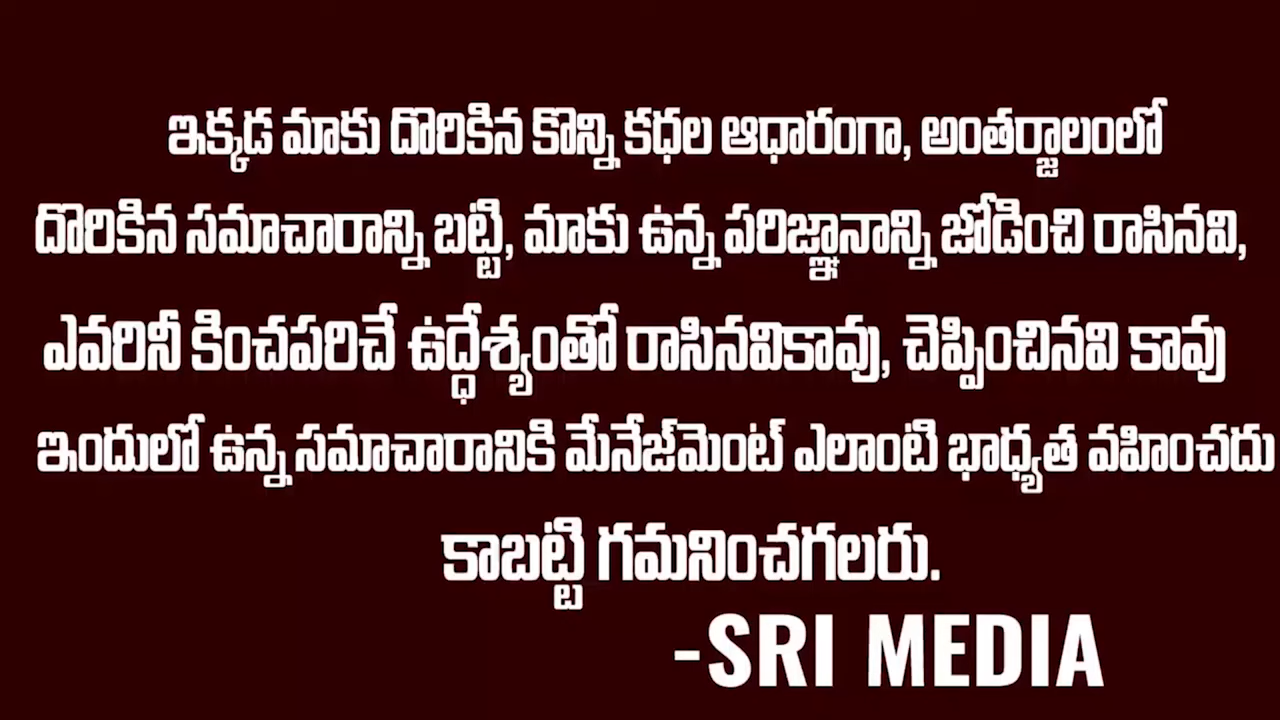 ఇక్కడ మాకు దొరికిన కొన్ని కధల ఆధారంగా, అంతర్జాలంలో
దొరికిన సమాచారాన్ని బట్టి, మాకు ఉన్న పరిజ్ఞానాన్ని జోడించి రాసినవి,
ఎవరినీ కించపరిచే ఉద్ధేశ్యంతో రాసినవికావు, చెప్పించినవి కావు
ఇందులో ఉన్న సమాచారానికి మేనేజ్‌మెంట్ ఎలాంటి భాధ్యత వహించదు
కాబట్టి గమనించగలరు.
-SRI MEDIA